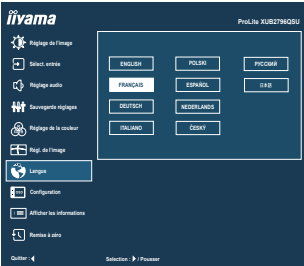 iiyama
ProLite XUB2796QSU
Réglage de l'image
Sélect. entrée
Réglage audio
Sauvegarde réglages
Réglage de la couleur
Régl. de l'image
Langue
Configuration
Afficher les informations
Remise à zéro
ENGLISH
POLSKI
РУССКИЙ
FRANÇAIS
ESPAÑOL
日本語
DEUTSCH
NEDERLANDS
ITALIANO
ČESKÝ
Quitter :
Sélection : / Pousser